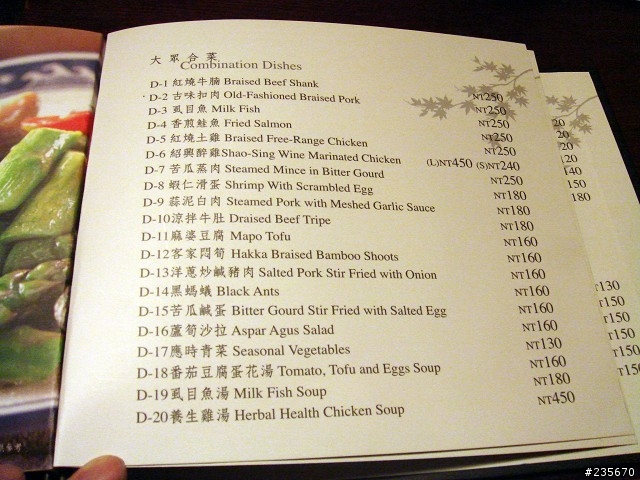 大眾合菜
Combination Dishes
D-1 紅燒牛腩 Braised Beef Shank NT250
D-2 古味扣肉 Old-Fashioned Braised Pork NT250
D-3 虱目魚 Milk Fish NT250
D-4 香煎鮭魚 Fried Salmon NT250
D-5 紅燒土雞 Braised Free-Range Chicken NT250
D-6 紹興醉雞 Shao-Sing Wine Marinated Chicken (L)NT450 (S)NT240
D-7 苦瓜蒸肉 Steamed Mince in Bitter Gourd NT250
D-8 蝦仁滑蛋 Shrimp With Scrambled Egg NT180
D-9 蒜泥白肉 Steamed Pork with Meshed Garlic Sauce NT180
D-10 涼拌牛肚 Draised Beef Tripe NT180
D-11 麻婆豆腐 Mapo Tofu NT160
D-12 客家悶筍 Hakka Braised Bamboo Shoots NT160
D-13 洋蔥炒鹹豬肉 Salted Pork Stir Fried with Onion NT160
D-14 黑螞蟻 Black Ants NT160
D-15 苦瓜鹹蛋 Bitter Gourd Stir Fried with Salted Egg NT160
D-16 蘆筍沙拉 Aspar Agus Salad NT160
D-17 應時青菜 Seasonal Vegetables NT130
D-18 番茄豆腐蛋花湯 Tomato, Tofu and Eggs Soup NT160
D-19 虱目魚湯 Milk Fish Soup NT180
D-20 養生雞湯 Herbal Health Chicken Soup NT450
#235670